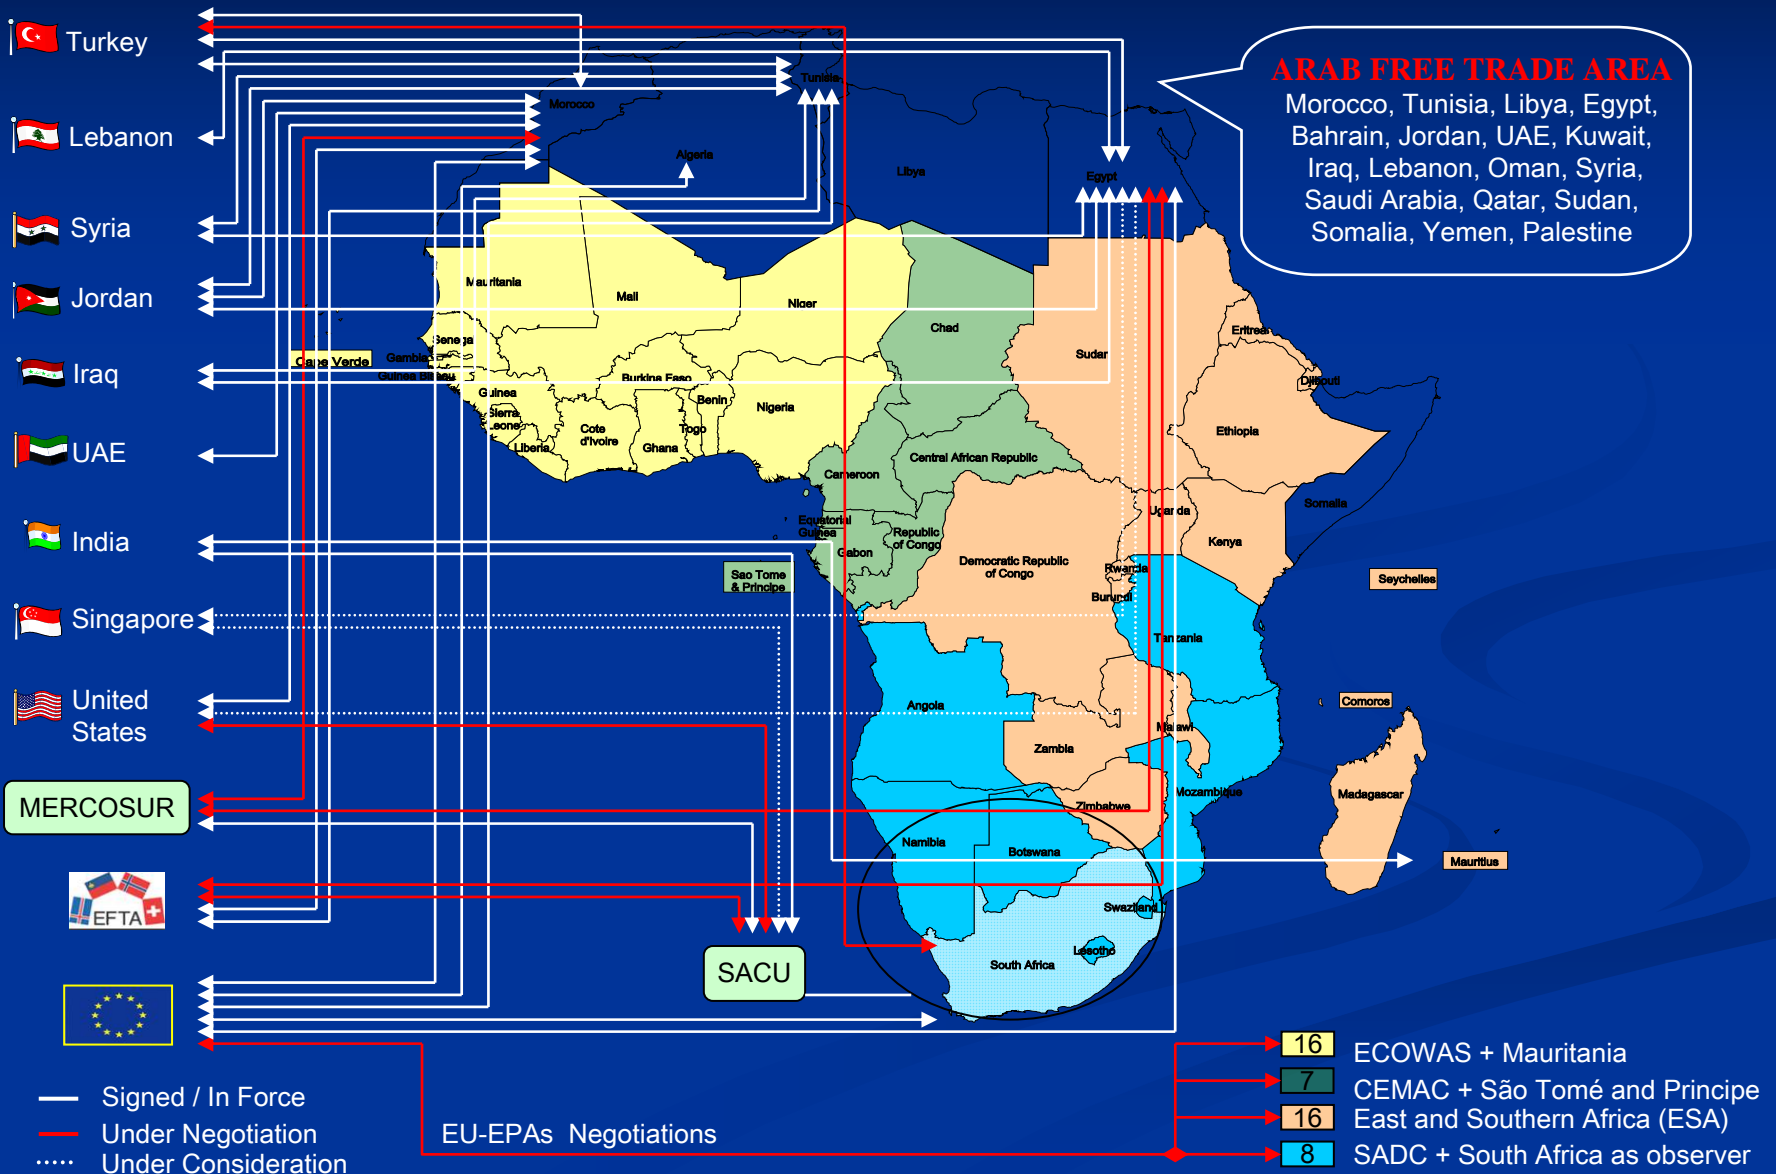 Turkey
Lebanon
Syria
Jordan
Iraq
UAE
India
Singapore
United
States
MERCOSUR
EFTA
ARAB FREE TRADE AREA
Morocco, Tunisia, Libya, Egypt,
Bahrain, Jordan, UAE, Kuwait,
Iraq, Lebanon, Oman, Syria,
Saudi Arabia, Qatar, Sudan,
Somalia, Yemen, Palestine
Tunisia
Morocco
Algeria
Libya
Egypt
Mauritania
Mali
Niger
Chad
Sudan
Eritrea
Senegal
Cape Verde
Gambia
Guinea Bissau
Guinea
Burkina Faso
Benin
Nigeria
Djibouti
Sierra
Leone
Cote
d'Ivoire
Ghana
Togo
Liberia
Ethiopia
Central African Republic
Cameroon
Somalia
Uganda
Equatorial
Guinea
Republic
of Congo
Gabon
Kenya
Democratic Republic
of Congo
Rwanda
Burundi
Sao Tome
& Principe
Seychelles
Tanzania
Comoros
Angola
Malawi
Zambia
Mozambique
Zimbabwe
Madagascar
Namibia
Botswana
Mauritius
Swaziland
Lesotho
South Africa
SACU
Signed / In Force
Under Negotiation
Under Consideration
EU-EPAs Negotiations
16 ECOWAS + Mauritania
7 CEMAC + São Tomé and Principe
16 East and Southern Africa (ESA)
8 SADC + South Africa as observer